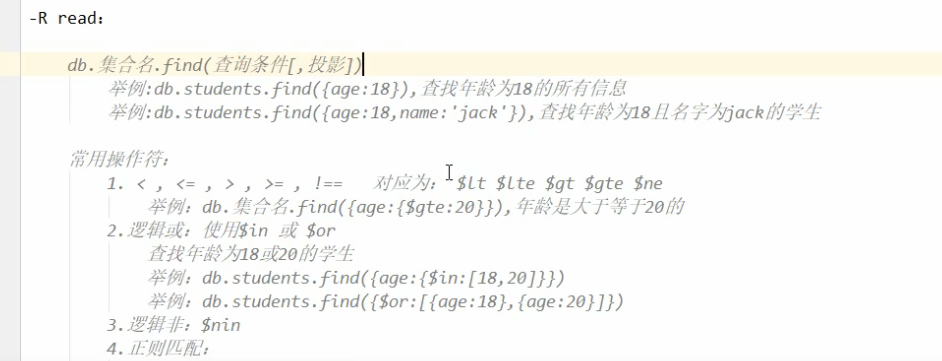 -R read:
db.集合名.find(查询条件[,投影])
举例:db.students.find({age:18}),查找年龄为18的所有信息
举例:db.students.find({age:18,name:'jack'}),查找年龄为18且名字为jack的学生
常用操作符:
1. < , <= , > , >= , !== 对应为: $lt $lte $gt $gte $ne
举例: db.集合名.find({age:{$gte:20}}),年龄是大于等于20的
2.逻辑或: 使用$in 或 $or
查找年龄为18或20的学生
举例: db.students.find({age:{$in:[18,20]}})
举例: db.students.find({$or:[{age:18},{age:20}]})
3.逻辑非: $nin
4.正则匹配: